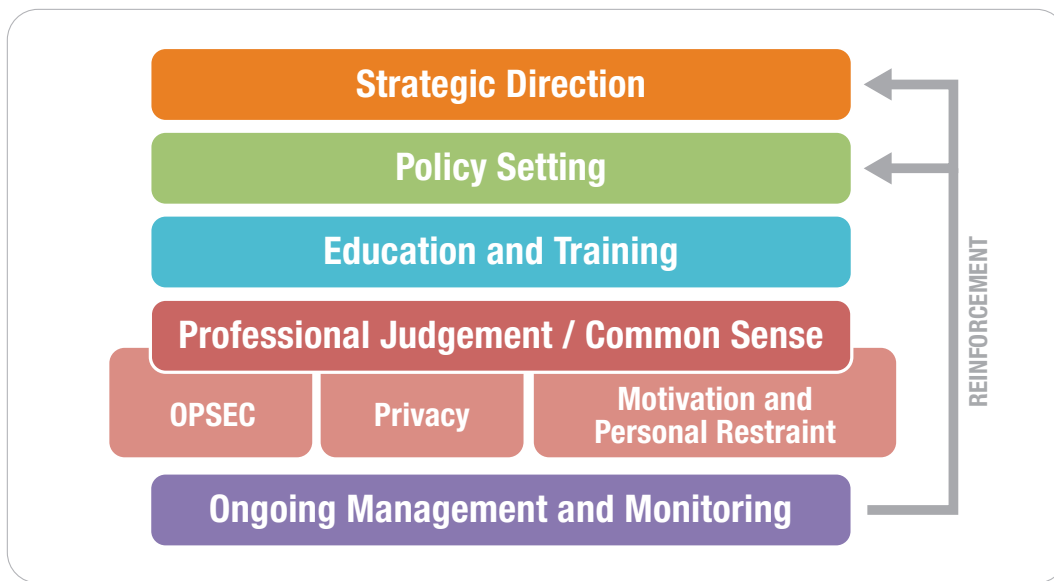 Strategic Direction
Policy Setting
Education and Training
Professional Judgement / Common Sense
OPSEC
Privacy
Motivation and
Personal Restraint
Ongoing Management and Monitoring
REINFORCEMENT